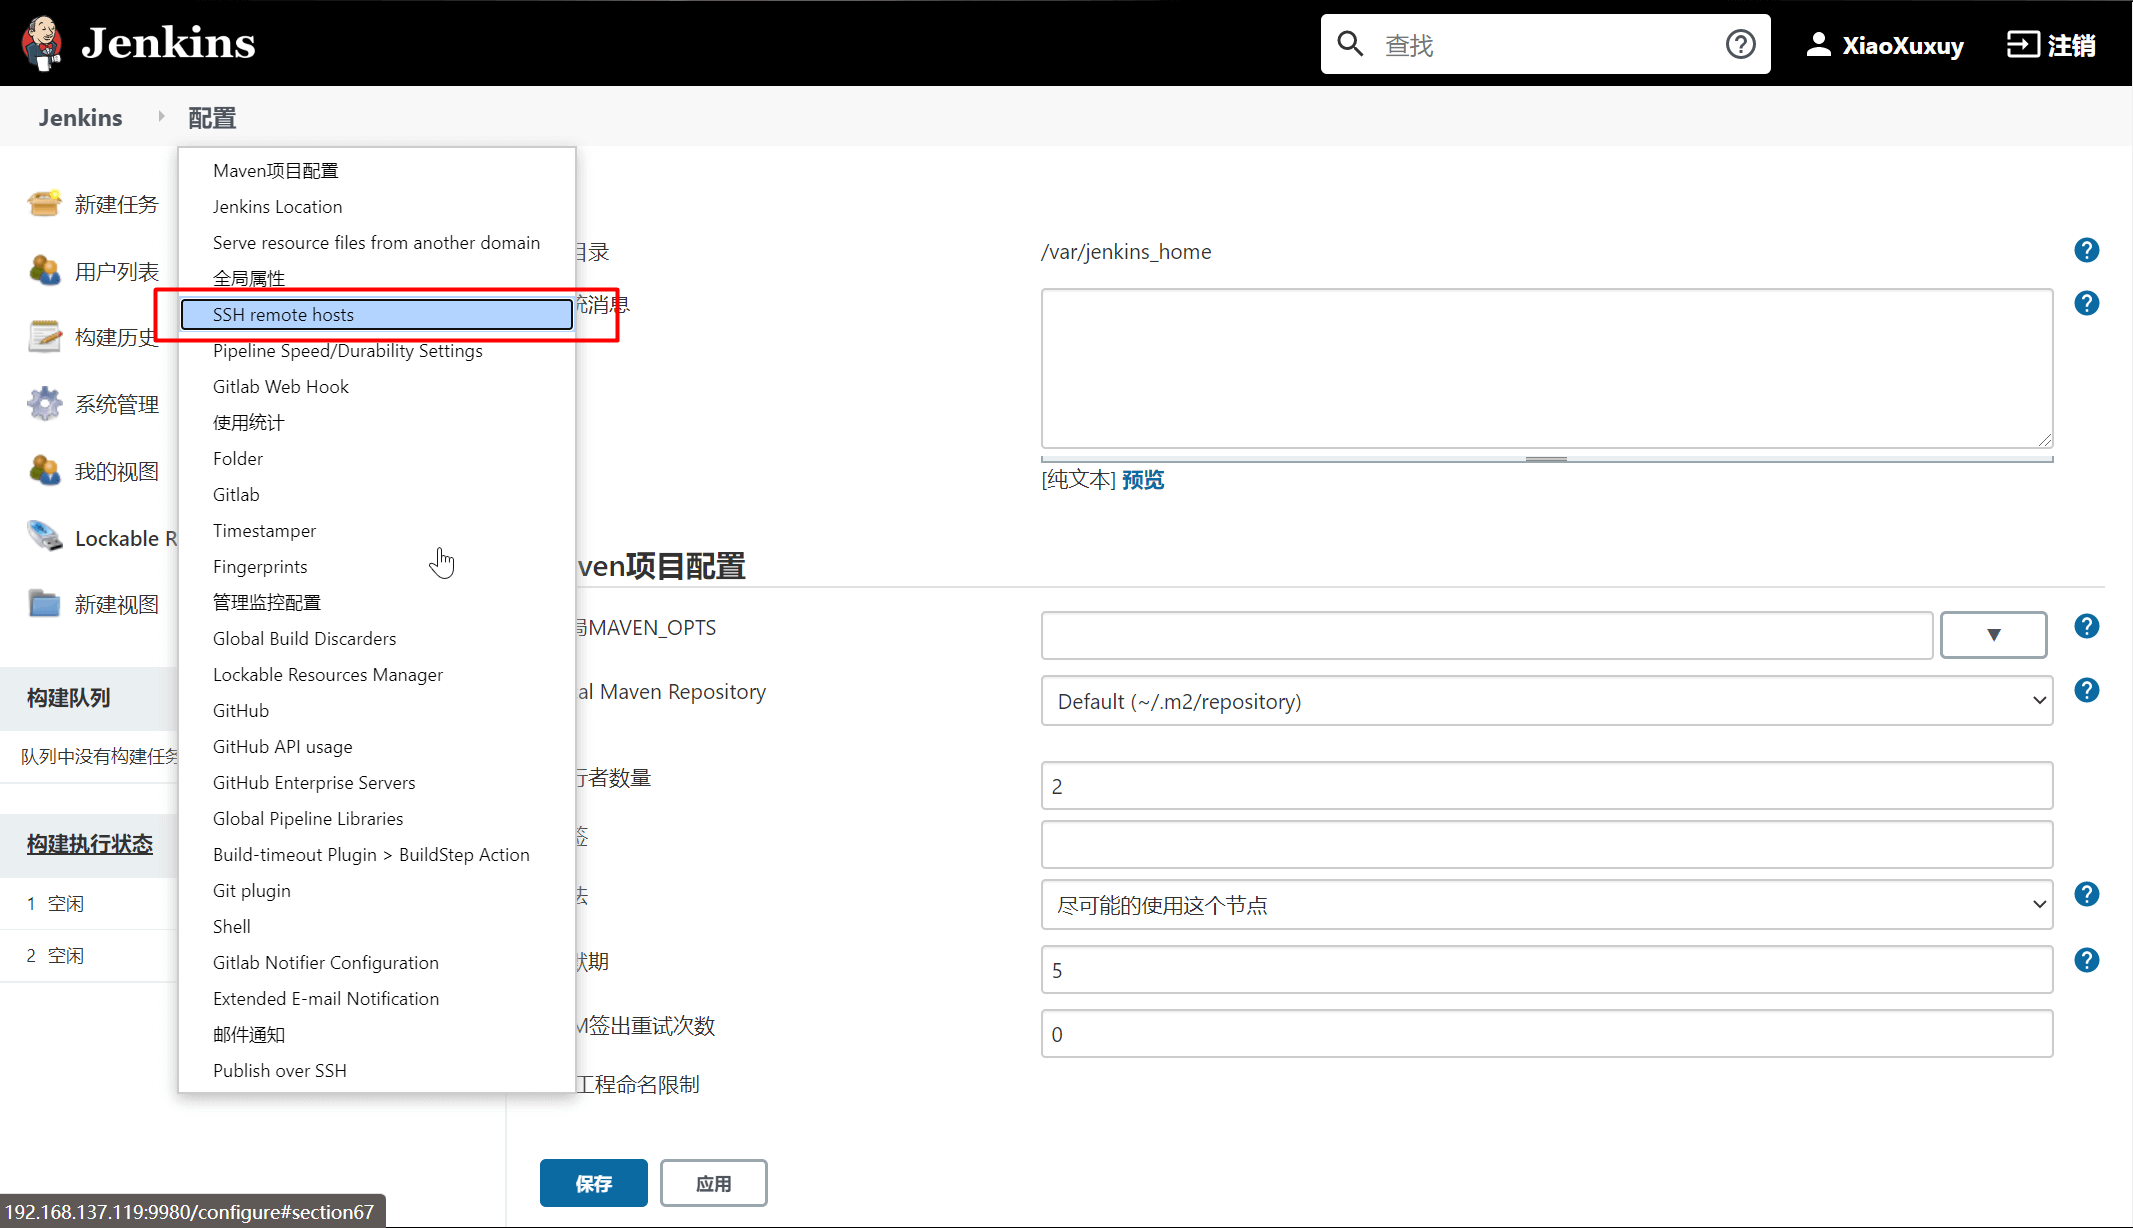 Jenkins
查找
XiaoXuxuy
注销
Jenkins
配置
新建任务
用户列表
构建历史
系统管理
我的视图
Lockable R
新建视图
构建队列
队列中没有构建任务
构建执行状态
1 空闲
2 空闲
Maven项目配置
Jenkins Location
Serve resource files from another domain
全局属性
SSH remote hosts
Pipeline Speed/Durability Settings
Gitlab Web Hook
使用统计
Folder
Gitlab
Timestamper
Fingerprints
管理监控配置
Global Build Discarders
Lockable Resources Manager
GitHub
GitHub API usage
GitHub Enterprise Servers
Global Pipeline Libraries
Build-timeout Plugin > BuildStep Action
Git plugin
Shell
Gitlab Notifier Configuration
Extended E-mail Notification
邮件通知
Publish over SSH
目录
/var/jenkins_home
统消息
[纯文本] 预览
ven项目配置
局MAVEN_OPTS
▼
al Maven Repository
Default (~/.m2/repository)
行者数量
2
签
法
尽可能的使用这个节点
默期
5
M签出重试次数
0
工程命名限制
保存
应用
192.168.137.119:9980/configure#section67